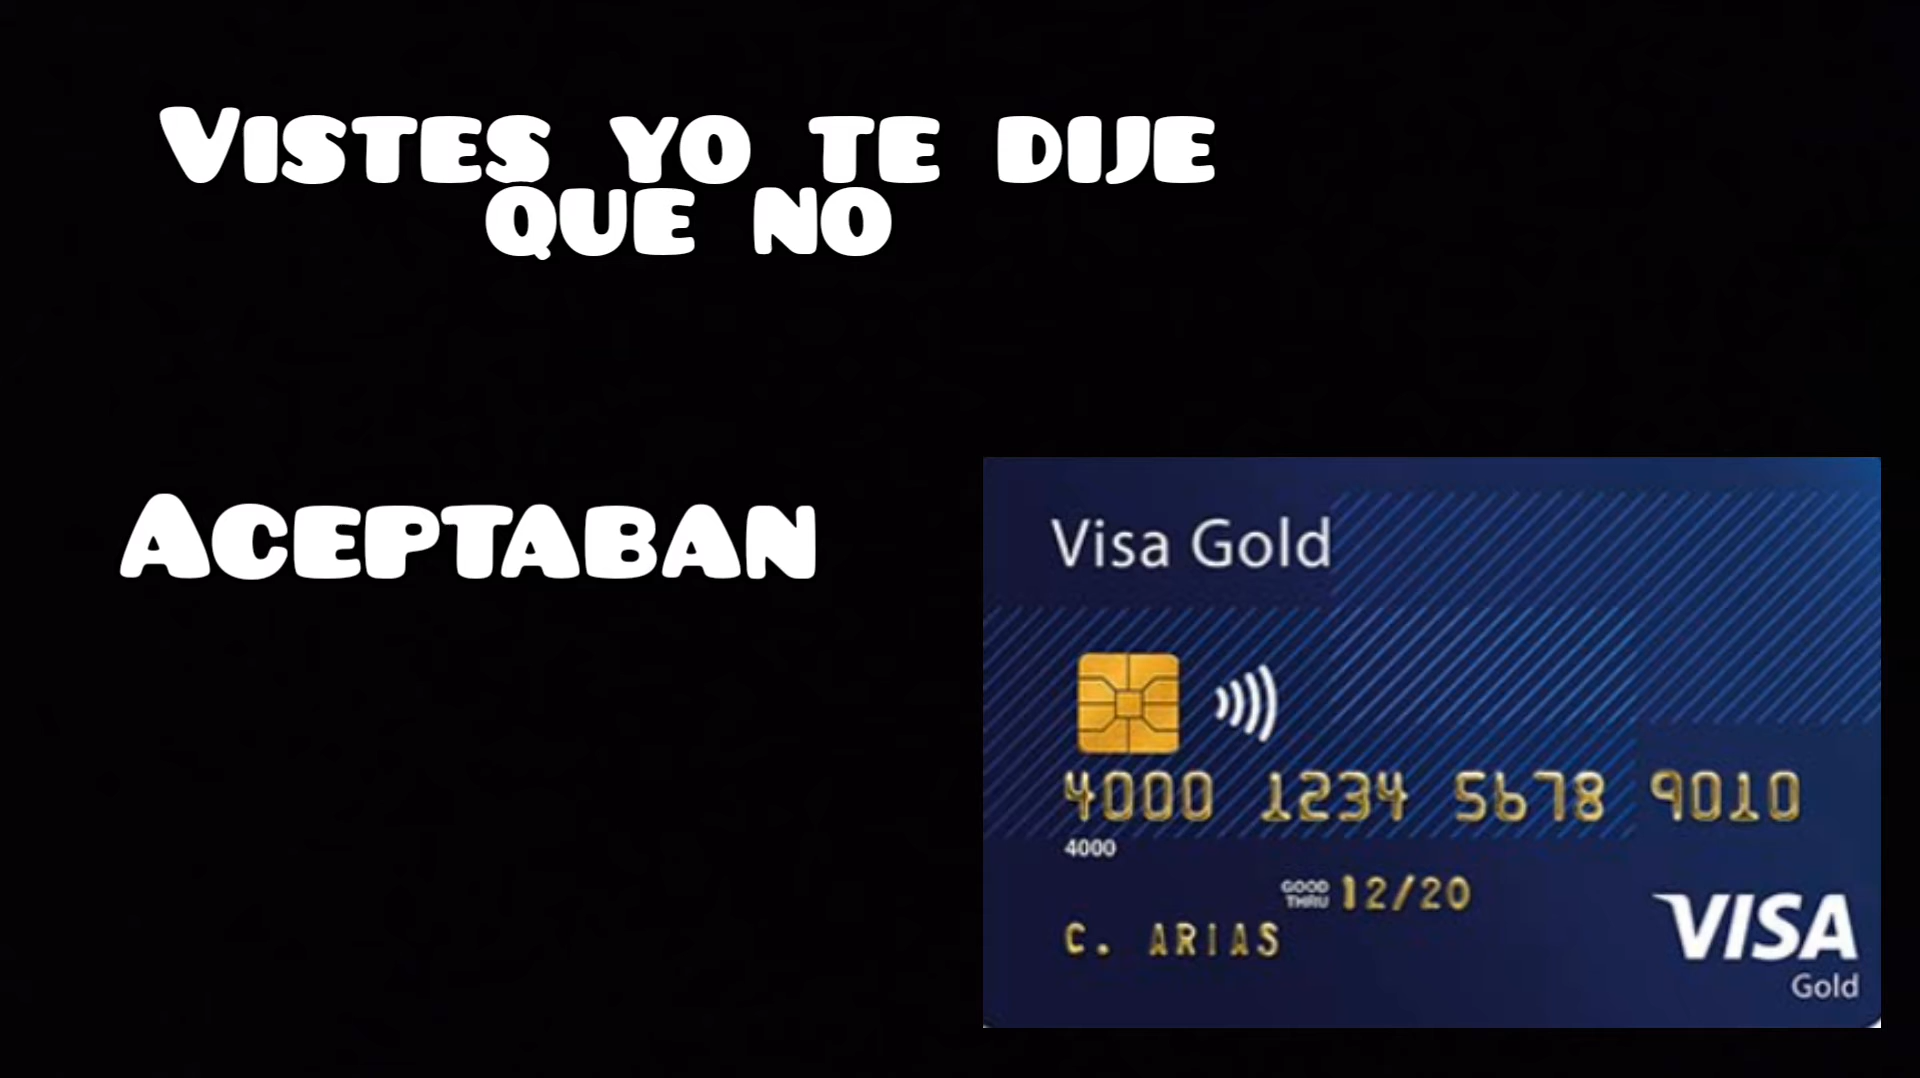 Vistes yo te dije
que no
Aceptaban
Visa Gold
4000 1234 5678 9010
4000
GOOD THRU 12/20
C. ARIAS
VISA
Gold